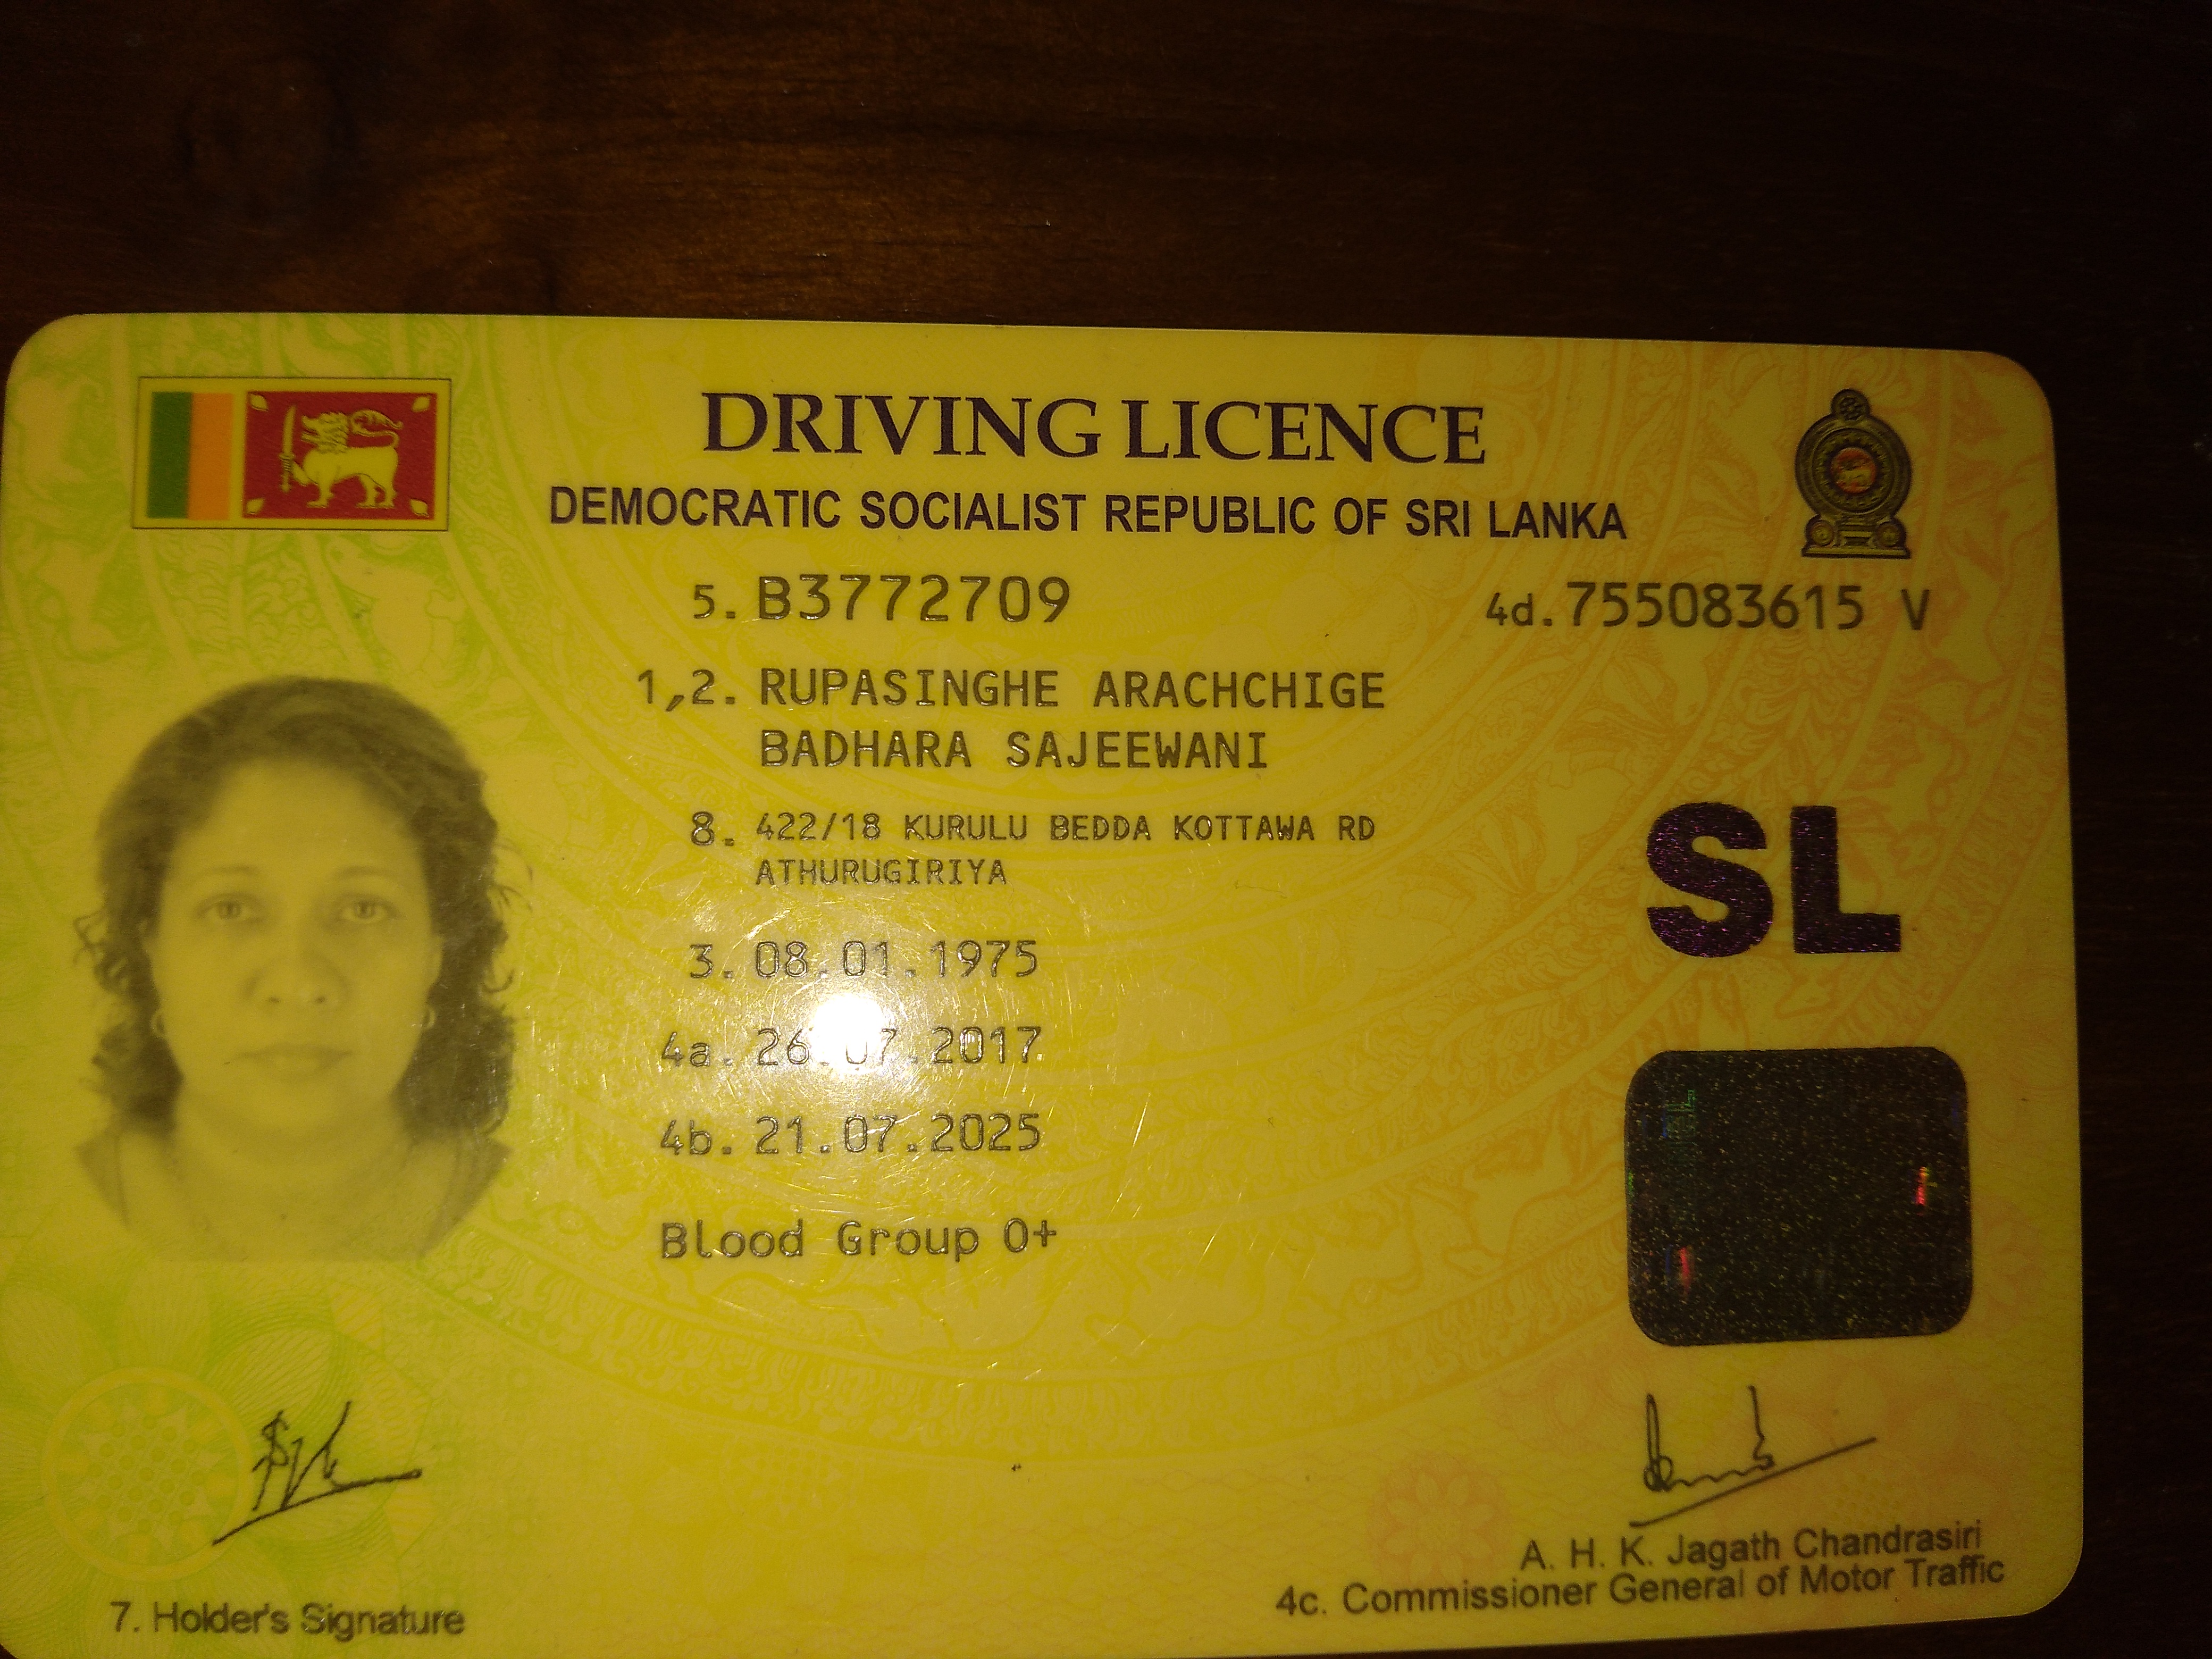 DRIVING LICENCE
DEMOCRATIC SOCIALIST REPUBLIC OF SRI LANKA
5. B3772709 4d.755083615 V
1,2. RUPASINGHE ARACHCHIGE
BADHARA SAJEEWANI
8. 422/18 KURULU BEDDA KOTTAWA RD
ATHURUGIRIYA
3. 08.01.1975
4a. 26.07.2017
4b. 21.07.2025
Blood Group O+
SL
7. Holder's Signature
A. H. K. Jagath Chandrasiri
4c. Commissioner General of Motor Traffic